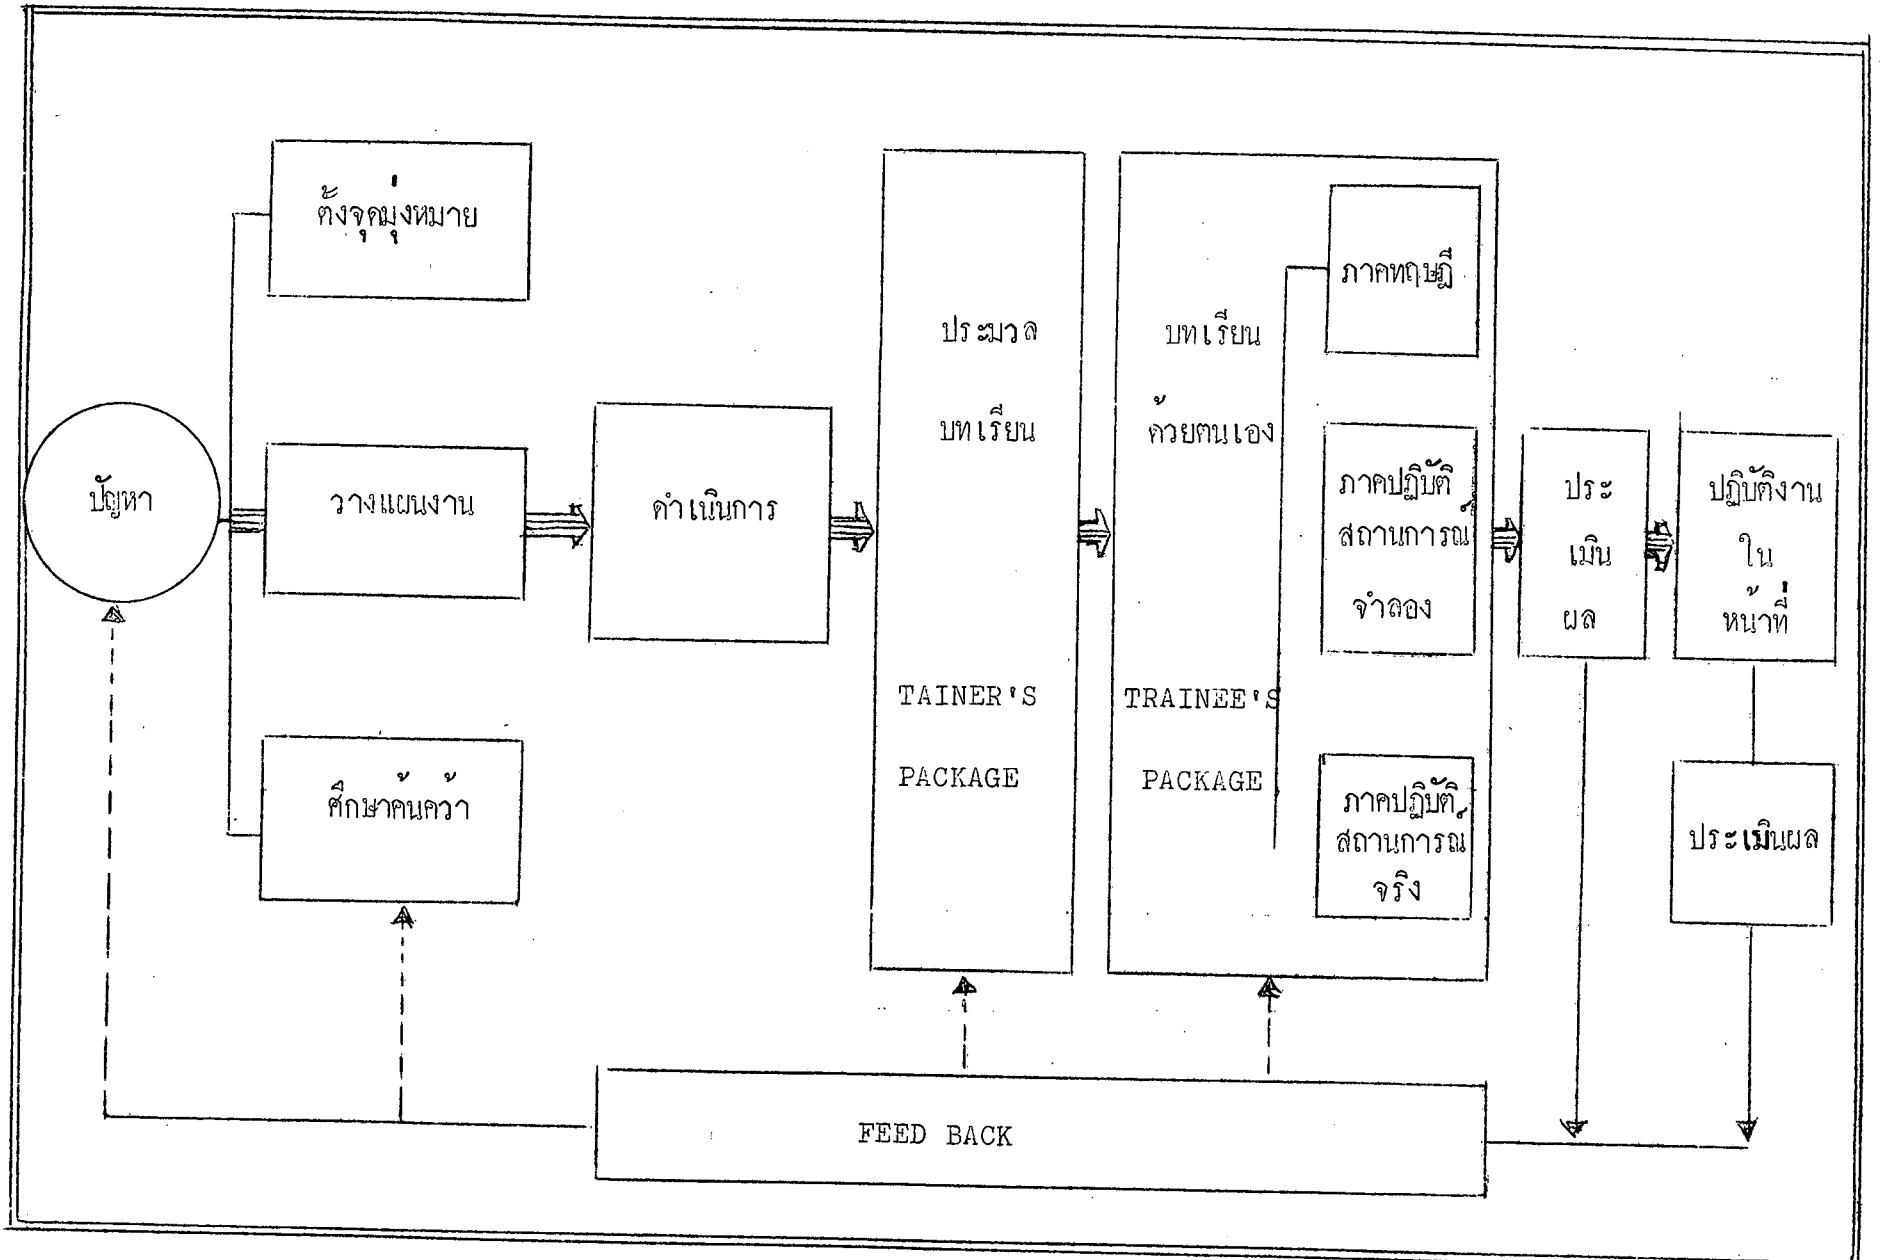 ตั้งจุดมุ่งหมาย
ปัญหา
วางแผนงาน
ศึกษาค้นคว้า
ดำเนินการ
ประมวล
บทเรียน
TAINER'S
PACKAGE
บทเรียน
ด้วยตนเอง
TRAINEE'S
PACKAGE
ภาคทฤษฎี
ภาคปฏิบัติ
สถานการณ์
จำลอง
ภาคปฏิบัติ
สถานการณ์
จริง
ประ
เมิน
ผล
ปฏิบัติงาน
ใน
หน้าที่
ประเมินผล
FEED BACK